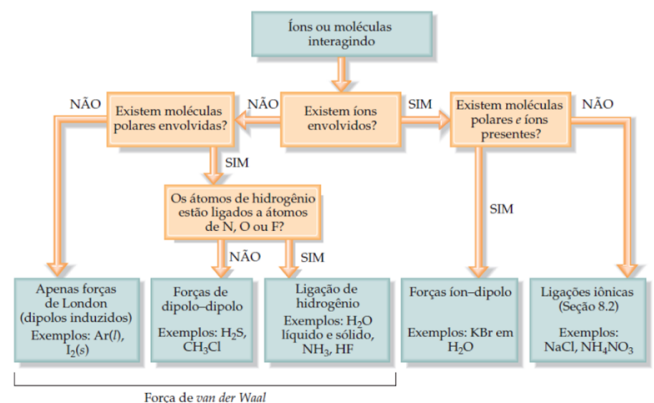 Íons ou moléculas
interagindo
NÃO
Existem moléculas
polares envolvidas?
NÃO
Existem íons
envolvidos?
SIM
Existem moléculas
polares e íons
presentes?
NÃO
SIM
Os átomos de hidrogênio
estão ligados a átomos
de N, O ou F?
SIM
NÃO
SIM
Apenas forças
de London
(dipolos induzidos)
Exemplos: Ar(l),
I₂(s)
Forças de
dipolo–dipolo
Exemplos: H₂S,
CH₃Cl
Ligação de
hidrogênio
Exemplos: H₂O
líquido e sólido,
NH₃, HF
Forças íon–dipolo
Exemplos: KBr em
H₂O
Ligações iônicas
(Seção 8.2)
Exemplos:
NaCl, NH₄NO₃
Força de van der Waal